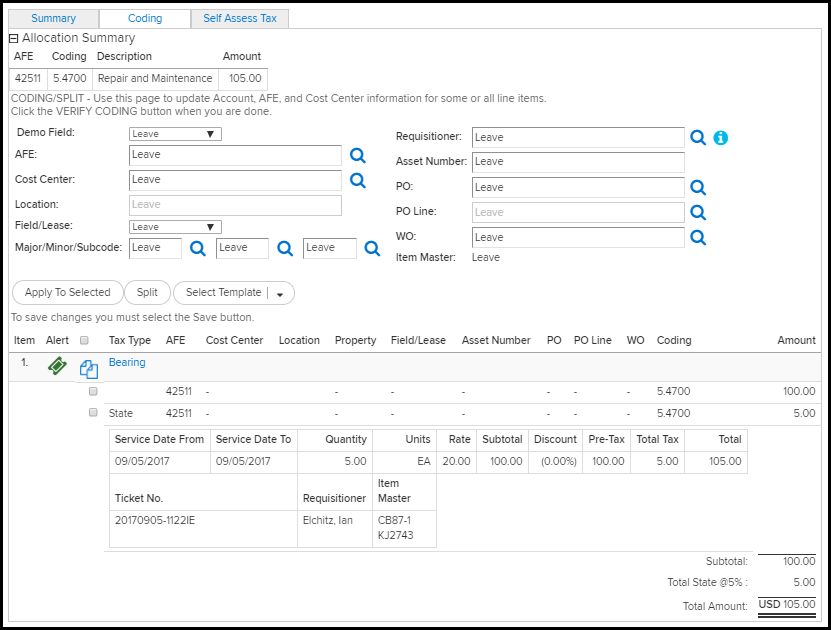 Summary Coding Self Assess Tax
Allocation Summary
AFE Coding Description Amount
42511 5.4700 Repair and Maintenance 105.00
CODING/SPLIT - Use this page to update Account, AFE, and Cost Center information for some or all line items.
Click the VERIFY CODING button when you are done.
Demo Field: Leave
AFE: Leave
Cost Center: Leave
Location: Leave
Field/Lease: Leave
Major/Minor/Subcode: Leave Leave Leave
Requisitioner: Leave
Asset Number: Leave
PO: Leave
PO Line: Leave
WO: Leave
Item Master: Leave
Apply To Selected Split Select Template
To save changes you must select the Save button.
Item Alert Tax Type AFE Cost Center Location Property Field/Lease Asset Number PO PO Line WO Coding Amount
1. Bearing
42511 - - - - - - - 5.4700 100.00
State 42511 - - - - - - - 5.4700 5.00
Service Date From Service Date To Quantity Units Rate Subtotal Discount Pre-Tax Total Tax Total
09/05/2017 09/05/2017 5.00 EA 20.00 100.00 (0.00%) 100.00 5.00 105.00
Ticket No. Requisitioner Item Master
20170905-1122IE Elchitz, Ian CB87-1
KJ2743
Subtotal: 100.00
Total State @5% : 5.00
Total Amount: USD 105.00